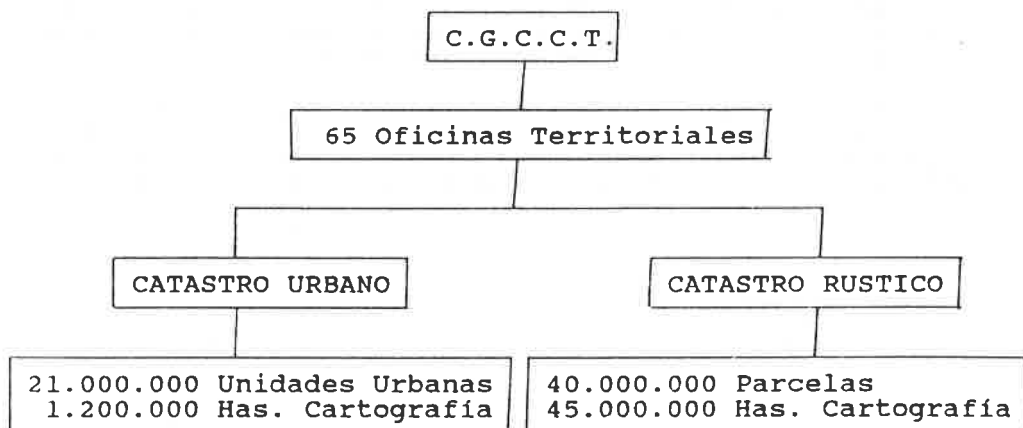 C.G.C.C.T.
65 Oficinas Territoriales
CATASTRO URBANO
CATASTRO RUSTICO
21.000.000 Unidades Urbanas
1.200.000 Has. Cartografía
40.000.000 Parcelas
45.000.000 Has. Cartografía